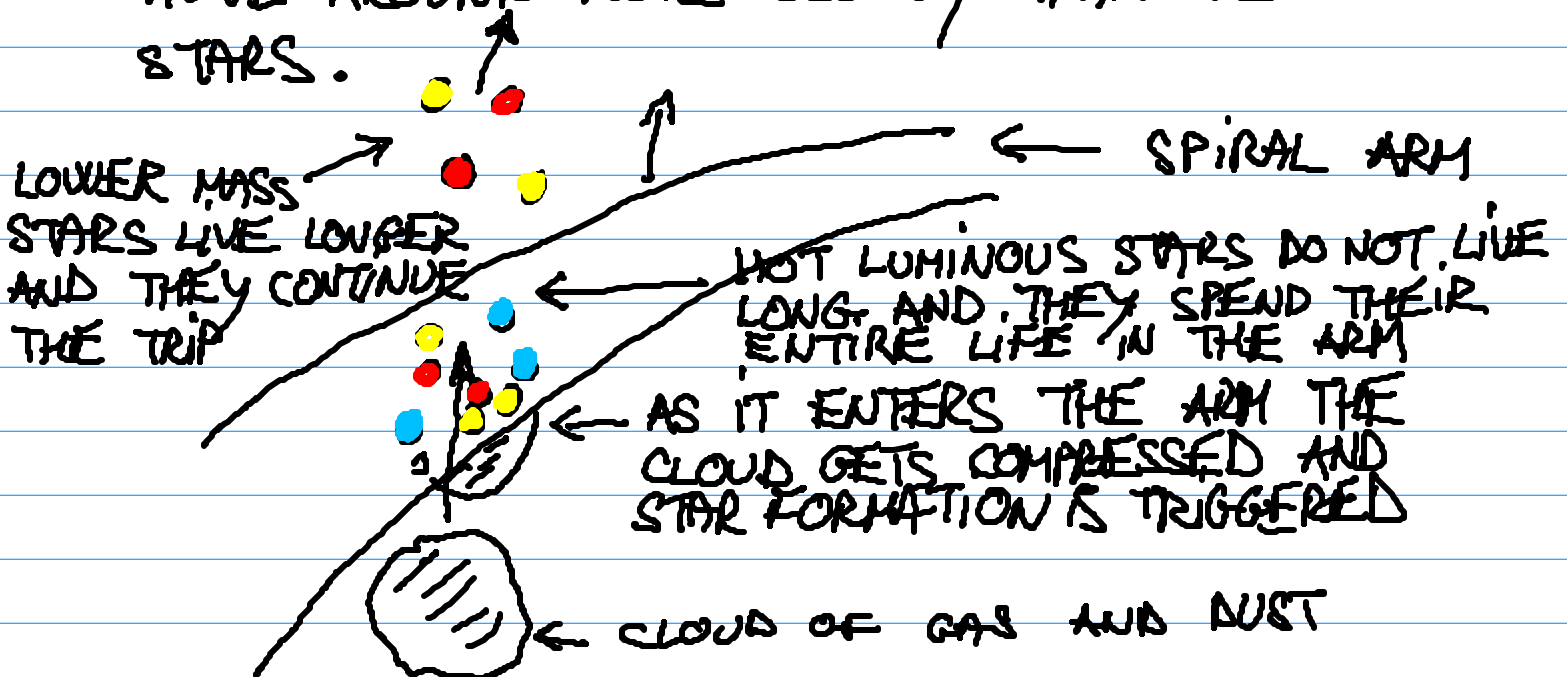 STARS.
SPIRAL ARM
LOWER MASS
STARS LIVE LONGER
AND THEY CONTINUE
THE TRIP
HOT LUMINOUS STARS DO NOT LIVE
LONG. AND THEY SPEND THEIR
ENTIRE LIFE IN THE ARM
AS IT ENTERS THE ARM THE
CLOUD GETS COMPRESSED AND
STAR FORMATION IS TRIGGERED
CLOUD OF GAS AND DUST